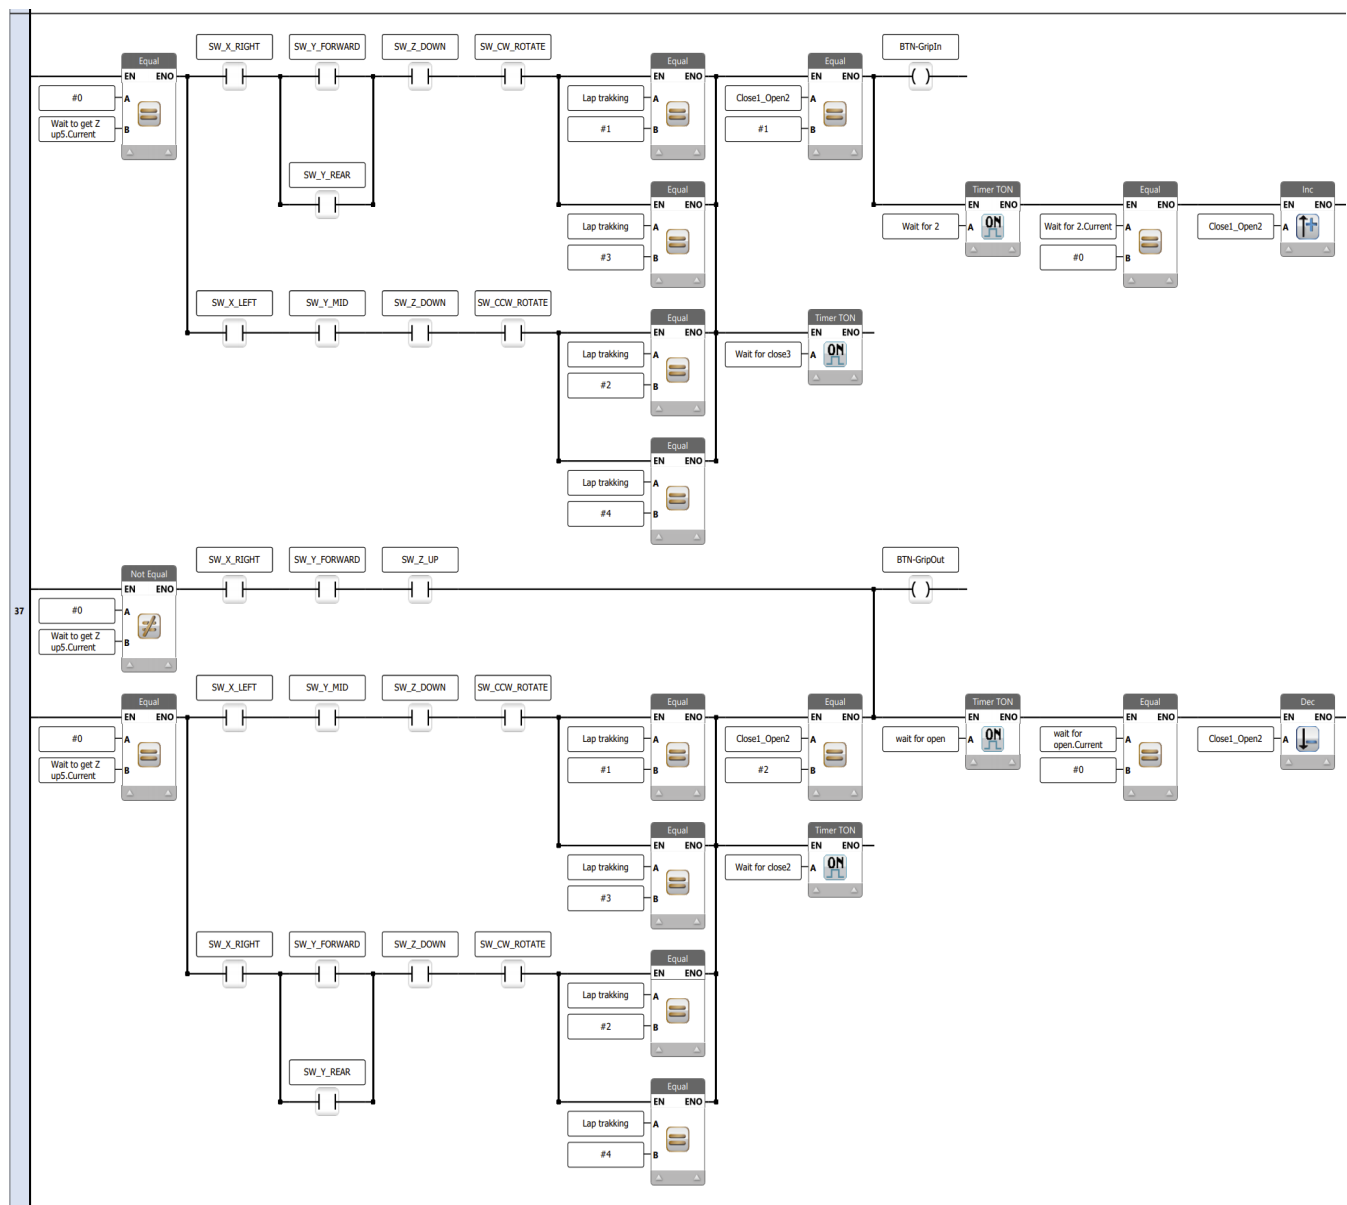 SW_X_RIGHT SW_Y_FORWARD SW_Z_DOWN SW_CW_ROTATE BTN-GripIn
Equal Equal Equal
EN ENO EN ENO EN ENO
#0 A Lap trakking A Close1_Open2 A
Wait to get Z
up5.Current B #1 B #1 B
SW_Y_REAR
Equal Timer TON Equal Inc
EN ENO EN ENO EN ENO EN ENO
Lap trakking A Wait for 2 A ON Wait for 2.Current A Close1_Open2 A
#3 B #0 B
SW_X_LEFT SW_Y_MID SW_Z_DOWN SW_CCW_ROTATE
Equal Timer TON
EN ENO EN ENO
Lap trakking A Wait for close3 A ON
#2 B
Equal
EN ENO
Lap trakking A
#4 B
SW_X_RIGHT SW_Y_FORWARD SW_Z_UP BTN-GripOut
Not Equal
EN ENO
37
#0 A
Wait to get Z
up5.Current B
SW_X_LEFT SW_Y_MID SW_Z_DOWN SW_CCW_ROTATE
Equal Equal Equal Timer TON Equal Dec
EN ENO EN ENO EN ENO EN ENO EN ENO EN ENO
#0 A Lap trakking A Close1_Open2 A wait for open A ON wait for
open.Current A Close1_Open2 A
Wait to get Z
up5.Current B #1 B #2 B #0 B
Equal Timer TON
EN ENO EN ENO
Lap trakking A Wait for close2 A ON
#3 B
SW_X_RIGHT SW_Y_FORWARD SW_Z_DOWN SW_CW_ROTATE
Equal
EN ENO
Lap trakking A
#2 B
SW_Y_REAR
Equal
EN ENO
Lap trakking A
#4 B